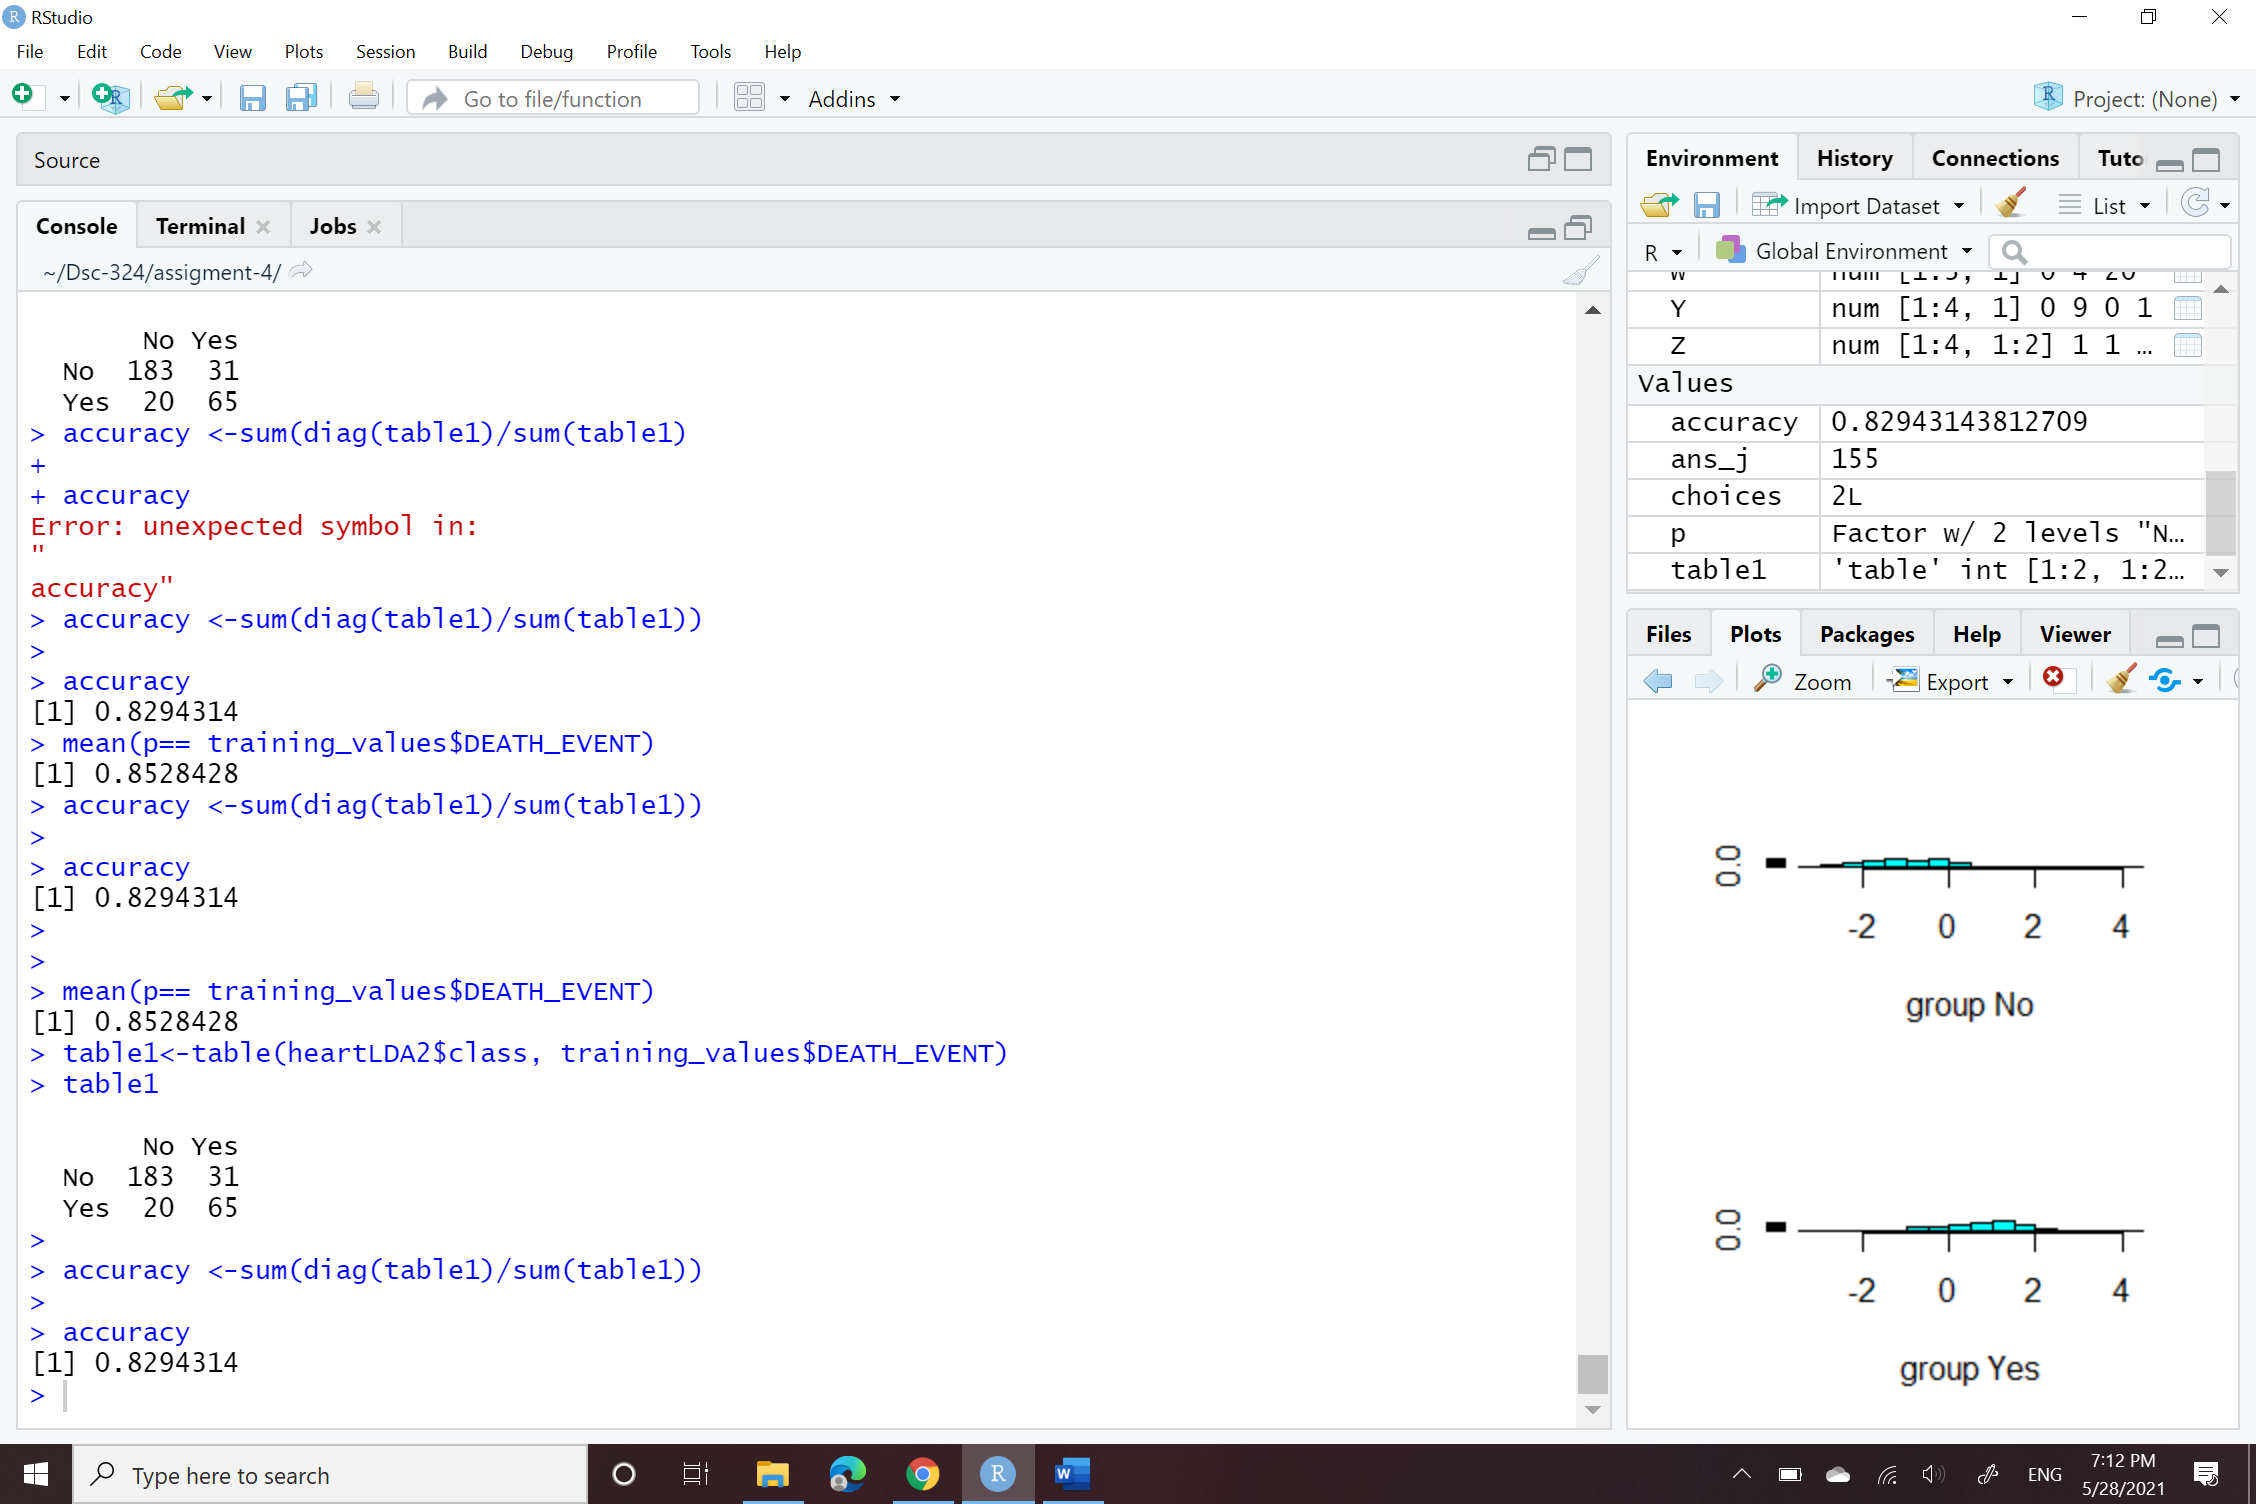 RStudio
File Edit Code View Plots Session Build Debug Profile Tools Help
Go to file/function Addins Project: (None)
Source
Console Terminal Jobs
~/Dsc-324/assigment-4/
No Yes
No 183 31
Yes 20 65
> accuracy <-sum(diag(table1)/sum(table1)
+
+ accuracy
Error: unexpected symbol in:
"
accuracy"
> accuracy <-sum(diag(table1)/sum(table1))
>
> accuracy
[1] 0.8294314
> mean(p== training_values$DEATH_EVENT)
[1] 0.8528428
> accuracy <-sum(diag(table1)/sum(table1))
>
> accuracy
[1] 0.8294314
>
>
> mean(p== training_values$DEATH_EVENT)
[1] 0.8528428
> table1<-table(heartLDA2$class, training_values$DEATH_EVENT)
> table1
No Yes
No 183 31
Yes 20 65
>
> accuracy <-sum(diag(table1)/sum(table1))
>
> accuracy
[1] 0.8294314
>
Environment History Connections Tuto
Import Dataset List
R Global Environment
Y num [1:4, 1] 0 9 0 1
Z num [1:4, 1:2] 1 1 …
Values
accuracy 0.82943143812709
ans_j 155
choices 2L
p Factor w/ 2 levels "N…
table1 'table' int [1:2, 1:2…
Files Plots Packages Help Viewer
Zoom Export
0.0
-2 0 2 4
group No
0.0
-2 0 2 4
group Yes
Type here to search
R
W
ENG
7:12 PM
5/28/2021